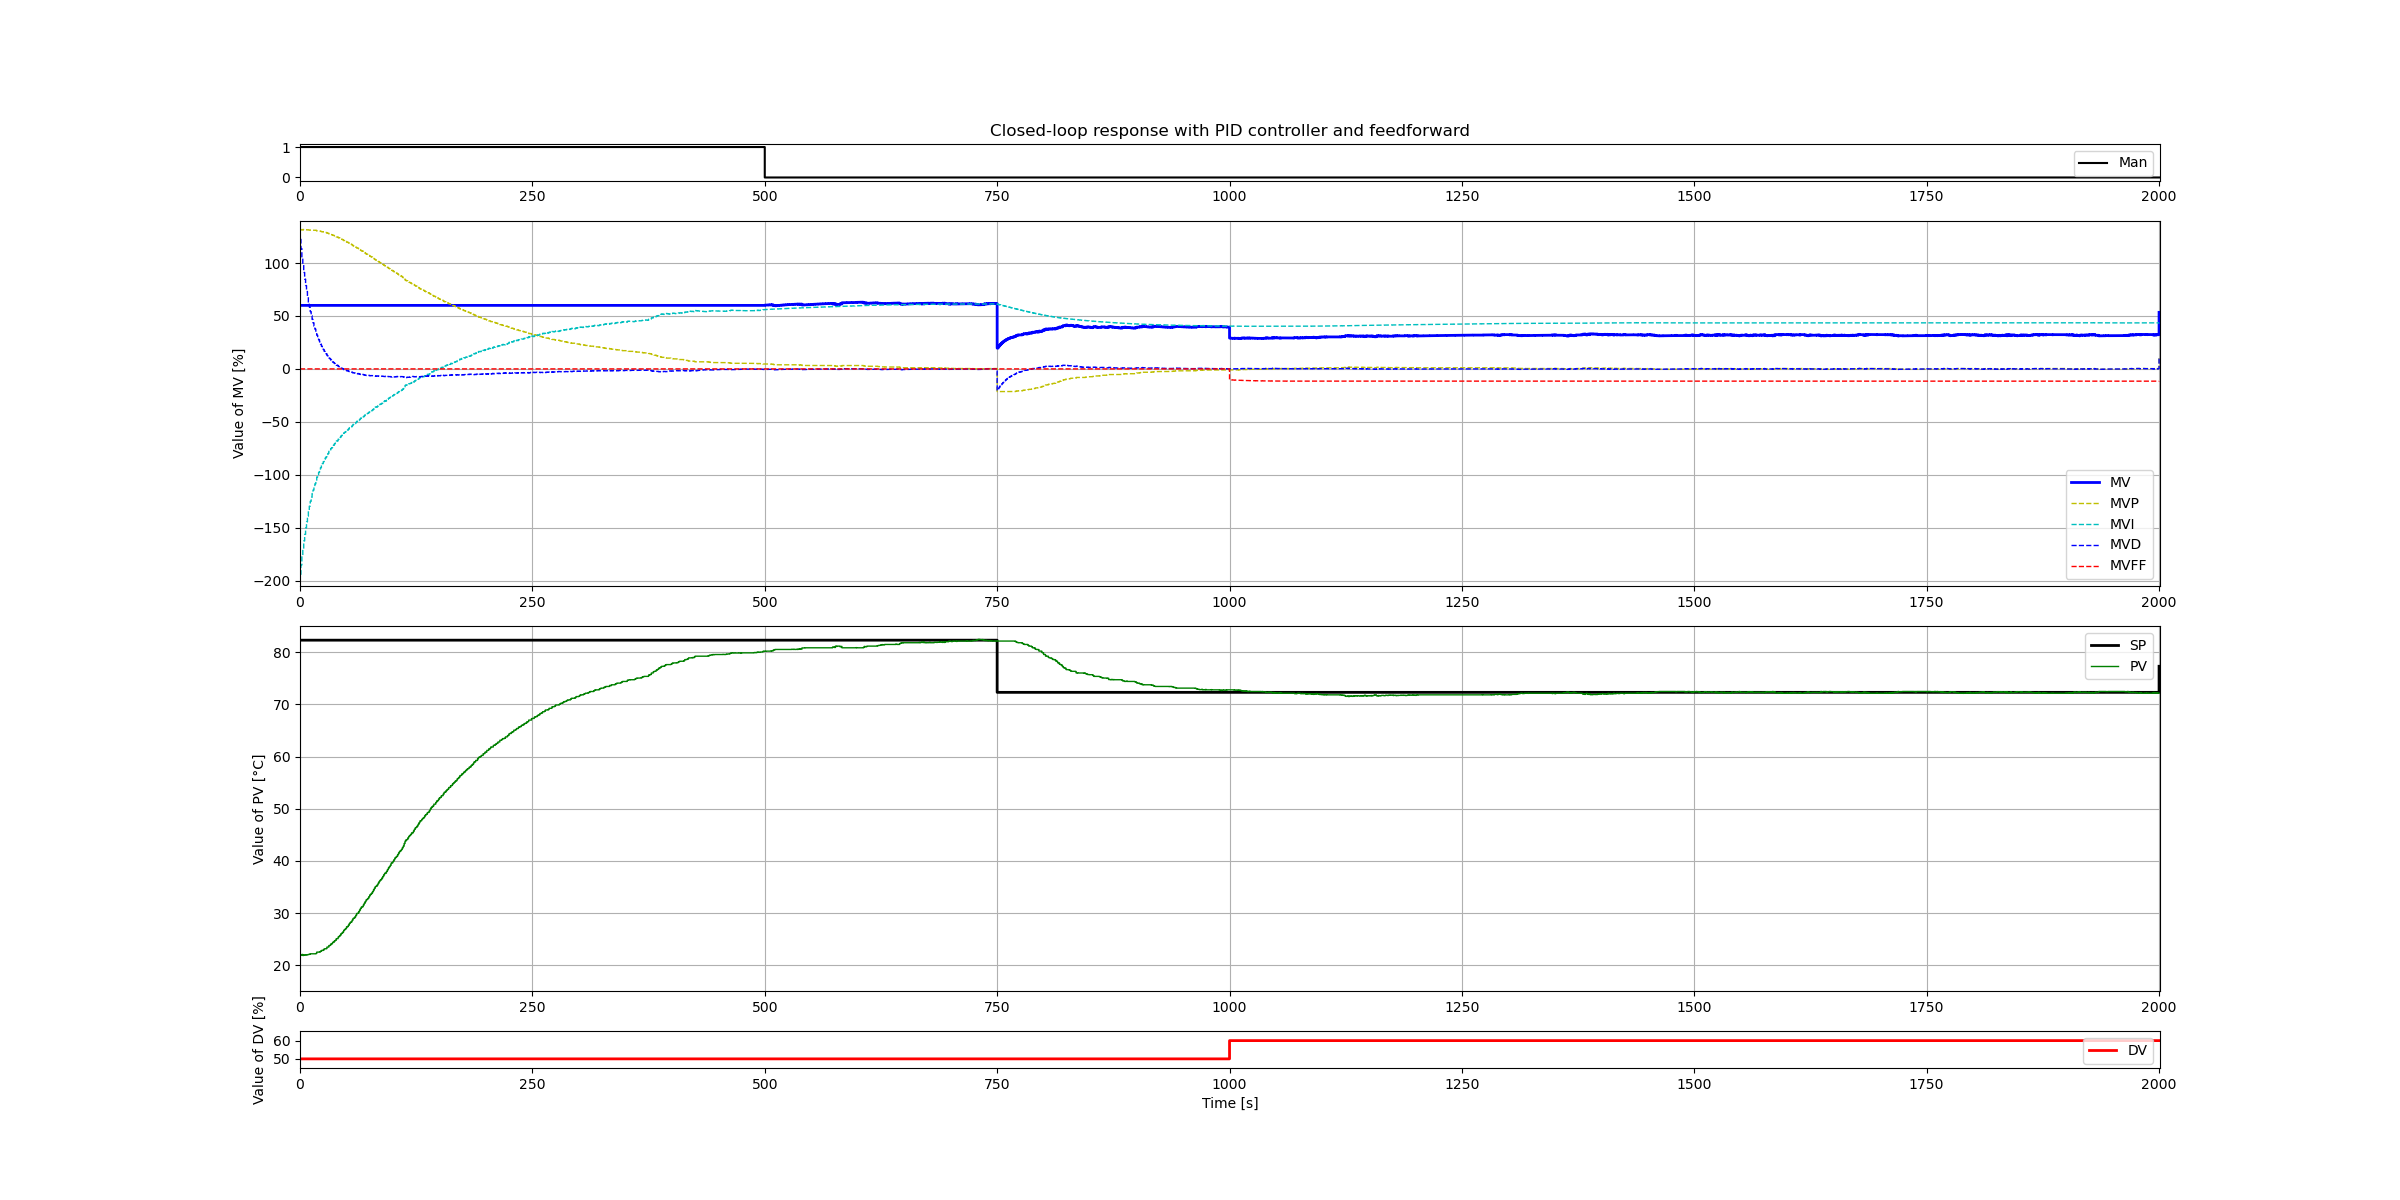 Closed-loop response with PID controller and feedforward
1
0
Man
0 250 500 750 1000 1250 1500 1750 2000
Value of MV [%]
100
50
0
−50
−100
−150
−200
MV
MVP
MVI
MVD
MVFF
0 250 500 750 1000 1250 1500 1750 2000
Value of PV [°C]
80
70
60
50
40
30
20
SP
PV
0 250 500 750 1000 1250 1500 1750 2000
Value of DV [%]
60
50
DV
0 250 500 750 1000 1250 1500 1750 2000
Time [s]